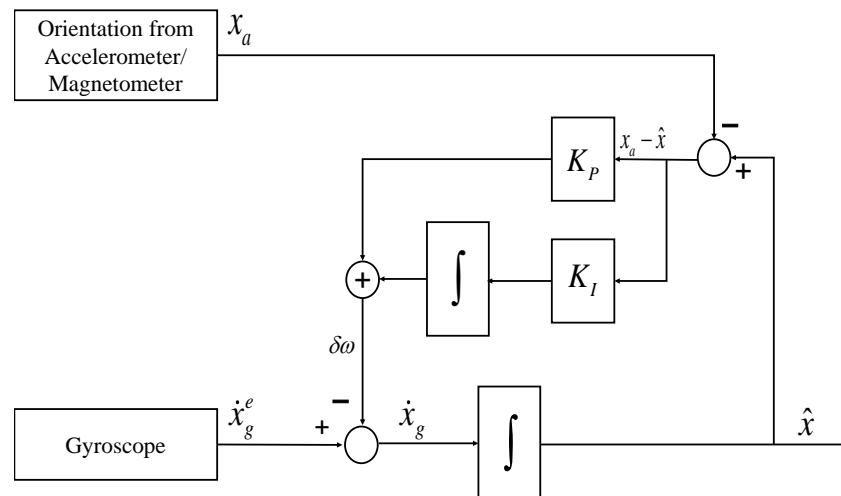 Orientation from
Accelerometer/
Magnetometer
x_a
−
+
x_a − x̂
K_P
K_I
∫
+
δω
−
+
ẋ_g^e
ẋ_g
∫
x̂
Gyroscope